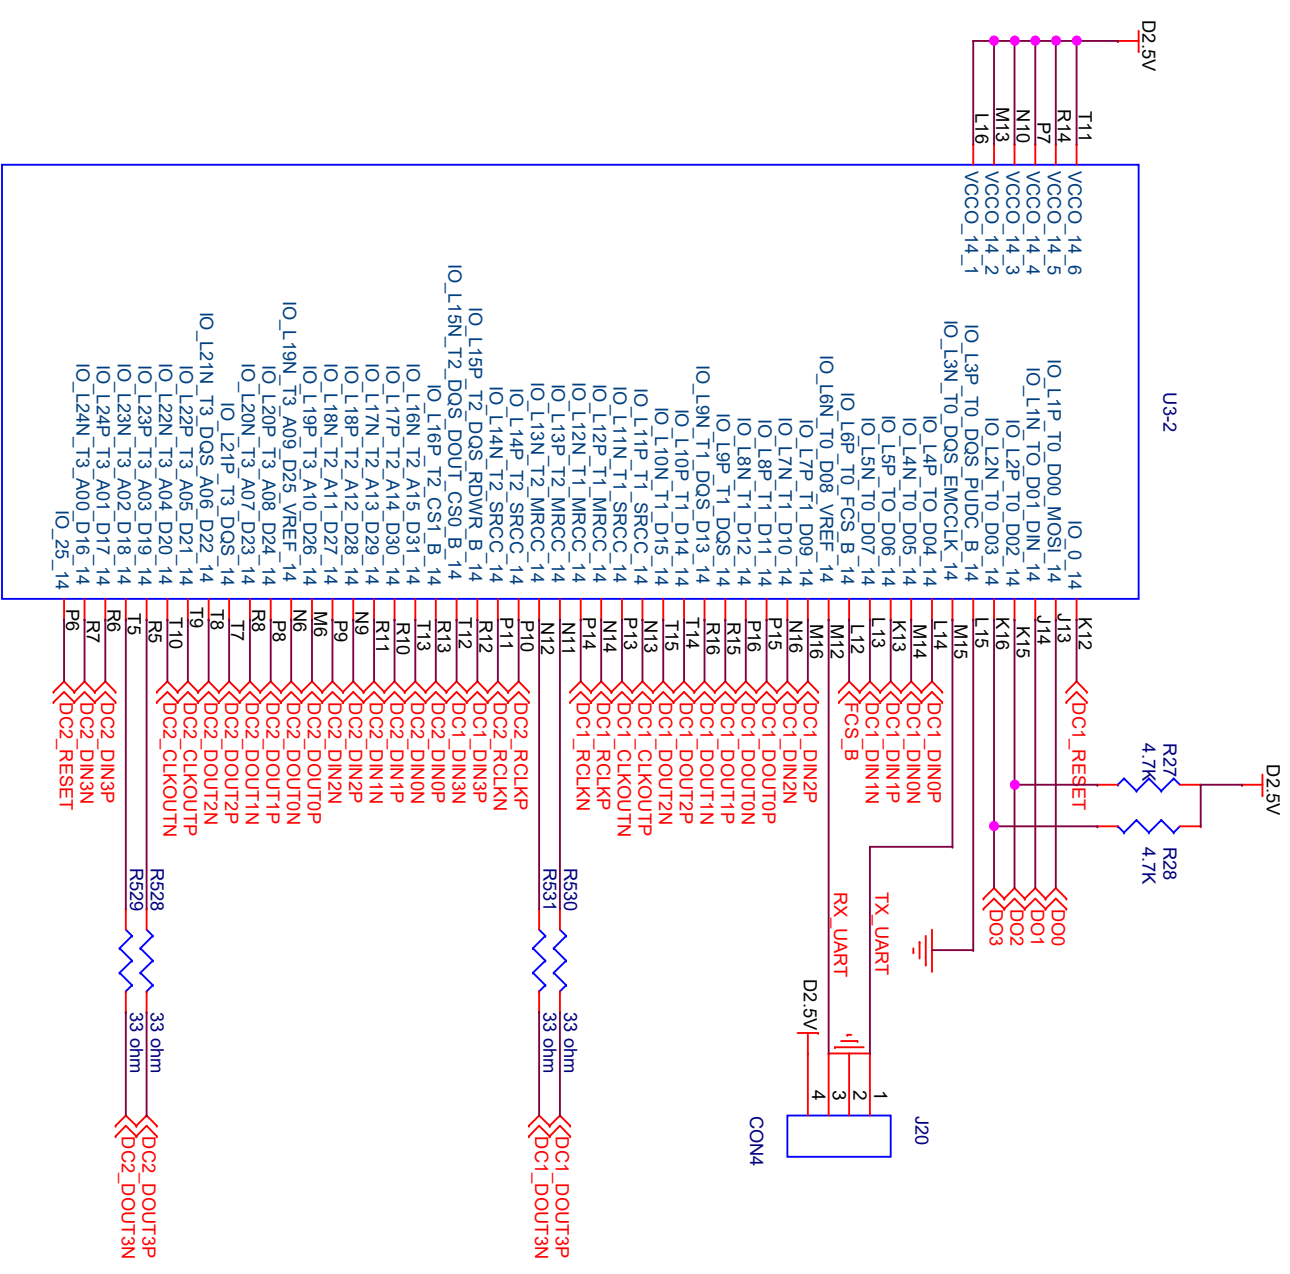 D2.5V
D2.5V
U3-2
R27
4.7K
R28
4.7K
T11 VCCO_14_6 IO_0_14 K12 DC1_RESET
R14 VCCO_14_5 IO_L1P_T0_D00_MOSI_14 J13 DO0
P7 VCCO_14_4 IO_L1N_TO_D01_DIN_14 J14 DO1
N10 VCCO_14_3 IO_L2P_T0_D02_14 K15 DO2
M13 VCCO_14_2 IO_L2N_T0_D03_14 K16 DO3
L16 VCCO_14_1 IO_L3P_T0_DQS_PUDC_B_14 L15
IO_L3N_T0_DQS_EMCCLK_14 M15
IO_L4P_TO_D04_14 L14 DC1_DIN0P
IO_L4N_T0_D05_14 M14 DC1_DIN0N
IO_L5P_TO_D06_14 K13 DC1_DIN1P
IO_L5N_T0_D07_14 L13 DC1_DIN1N
IO_L6P_T0_FCS_B_14 L12 FCS_B
IO_L6N_T0_D08_VREF_14 M12
TX_UART
RX_UART
D2.5V
J20
1
2
3
4
CON4
IO_L7P_T1_D09_14 M16 DC1_DIN2P
IO_L7N_T1_D10_14 N16 DC1_DIN2N
IO_L8P_T1_D11_14 P15 DC1_DOUT0P
IO_L8N_T1_D12_14 P16 DC1_DOUT0N
IO_L9P_T1_DQS_14 R15 DC1_DOUT1P
IO_L9N_T1_DQS_D13_14 R16 DC1_DOUT1N
IO_L10P_T1_D14_14 T14 DC1_DOUT2P
IO_L10N_T1_D15_14 T15 DC1_DOUT2N
IO_L11P_T1_SRCC_14 N13 DC1_CLKOUTP
IO_L11N_T1_SRCC_14 P13 DC1_CLKOUTN
IO_L12P_T1_MRCC_14 N14 DC1_RCLKP
IO_L12N_T1_MRCC_14 P14 DC1_RCLKN
IO_L13P_T2_MRCC_14 N11 R530 33 ohm DC1_DOUT3P
IO_L13N_T2_MRCC_14 N12 R531 33 ohm DC1_DOUT3N
IO_L14P_T2_SRCC_14 P10 DC2_RCLKP
IO_L14N_T2_SRCC_14 P11 DC2_RCLKN
IO_L15P_T2_DQS_RDWR_B_14 R12 DC1_DIN3P
IO_L15N_T2_DQS_DOUT_CS0_B_14 T12 DC1_DIN3N
IO_L16P_T2_CS1_B_14 R13 DC2_DIN0P
IO_L16N_T2_A15_D31_14 T13 DC2_DIN0N
IO_L17P_T2_A14_D30_14 R10 DC2_DIN1P
IO_L17N_T2_A13_D29_14 R11 DC2_DIN1N
IO_L18P_T2_A12_D28_14 N9 DC2_DIN2P
IO_L18N_T2_A11_D27_14 P9 DC2_DIN2N
IO_L19P_T3_A10_D26_14 M6 DC2_DOUT0P
IO_L19N_T3_A09_D25_VREF_14 N6 DC2_DOUT0N
IO_L20P_T3_A08_D24_14 P8 DC2_DOUT1P
IO_L20N_T3_A07_D23_14 R8 DC2_DOUT1N
IO_L21P_T3_DQS_14 T7 DC2_DOUT2P
IO_L21N_T3_DQS_A06_D22_14 T8 DC2_DOUT2N
IO_L22P_T3_A05_D21_14 T9 DC2_CLKOUTP
IO_L22N_T3_A04_D20_14 T10 DC2_CLKOUTN
IO_L23P_T3_A03_D19_14 R5 R528 33 ohm DC2_DOUT3P
IO_L23N_T3_A02_D18_14 T5 R529 33 ohm DC2_DOUT3N
IO_L24P_T3_A01_D17_14 R6 DC2_DIN3P
IO_L24N_T3_A00_D16_14 R7 DC2_DIN3N
IO_25_14 P6 DC2_RESET